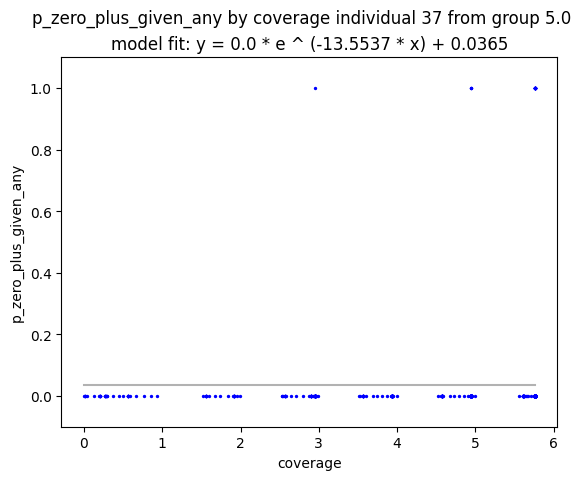 p_zero_plus_given_any by coverage individual 37 from group 5.0
model fit: y = 0.0 * e ^ (-13.5537 * x) + 0.0365
1.0
0.8
0.6
0.4
0.2
0.0
p_zero_plus_given_any
0 1 2 3 4 5 6
coverage